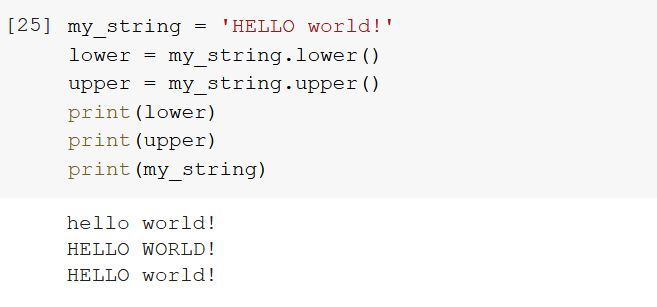 [25] my_string = 'HELLO world!'
lower = my_string.lower()
upper = my_string.upper()
print(lower)
print(upper)
print(my_string)
hello world!
HELLO WORLD!
HELLO world!